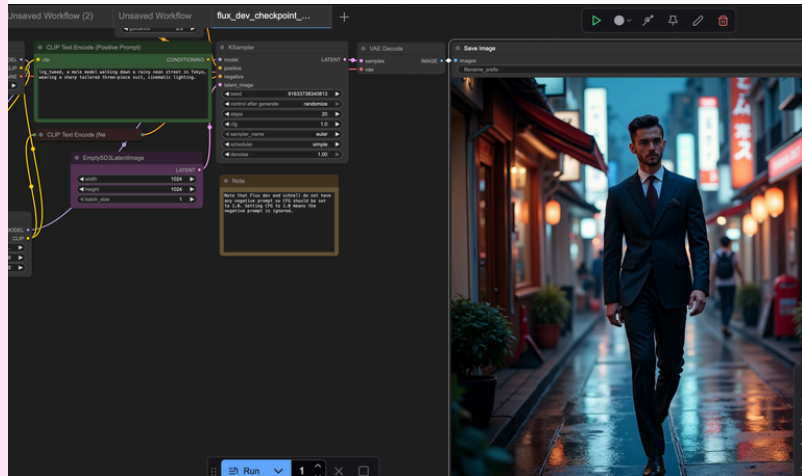 Unsaved Workflow (2)
Unsaved Workflow
flux_dev_checkpoint_...
CLIP Text Encode (Positive Prompt)
clip
CONDITIONING
log_tweed, a male model walking down a rainy neon street in Tokyo,
wearing a sharp tailored three-piece suit, cinematic lighting.
CLIP Text Encode (Ne
EmptySD3LatentImage
LATENT
width 1024
height 1024
batch_size 1
MODEL
CLIP
KSampler
model LATENT
positive
negative
latent_image
seed 91633738340813
control after generate randomize
steps 20
cfg 1.0
sampler_name euler
scheduler simple
denoise 1.00
Note
Note that Flux dev and schnell do not have
any negative prompt so CFG should be set
to 1.0. Setting CFG to 1.0 means the
negative prompt is ignored.
VAE Decode
samples IMAGE
vae
Save Image
images
filename_prefix
Run
1